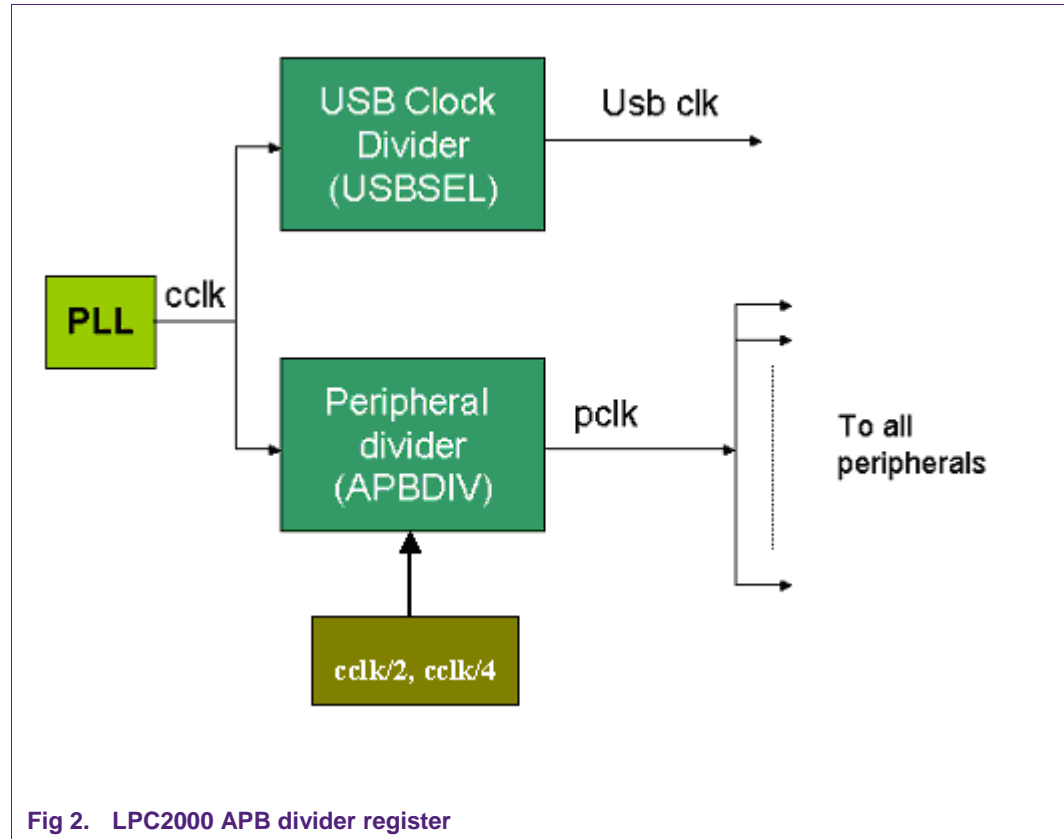 USB Clock
Divider
(USBSEL)
Usb clk
PLL
cclk
Peripheral
divider
(APBDIV)
pclk
To all
peripherals
cclk/2, cclk/4
Fig 2. LPC2000 APB divider register